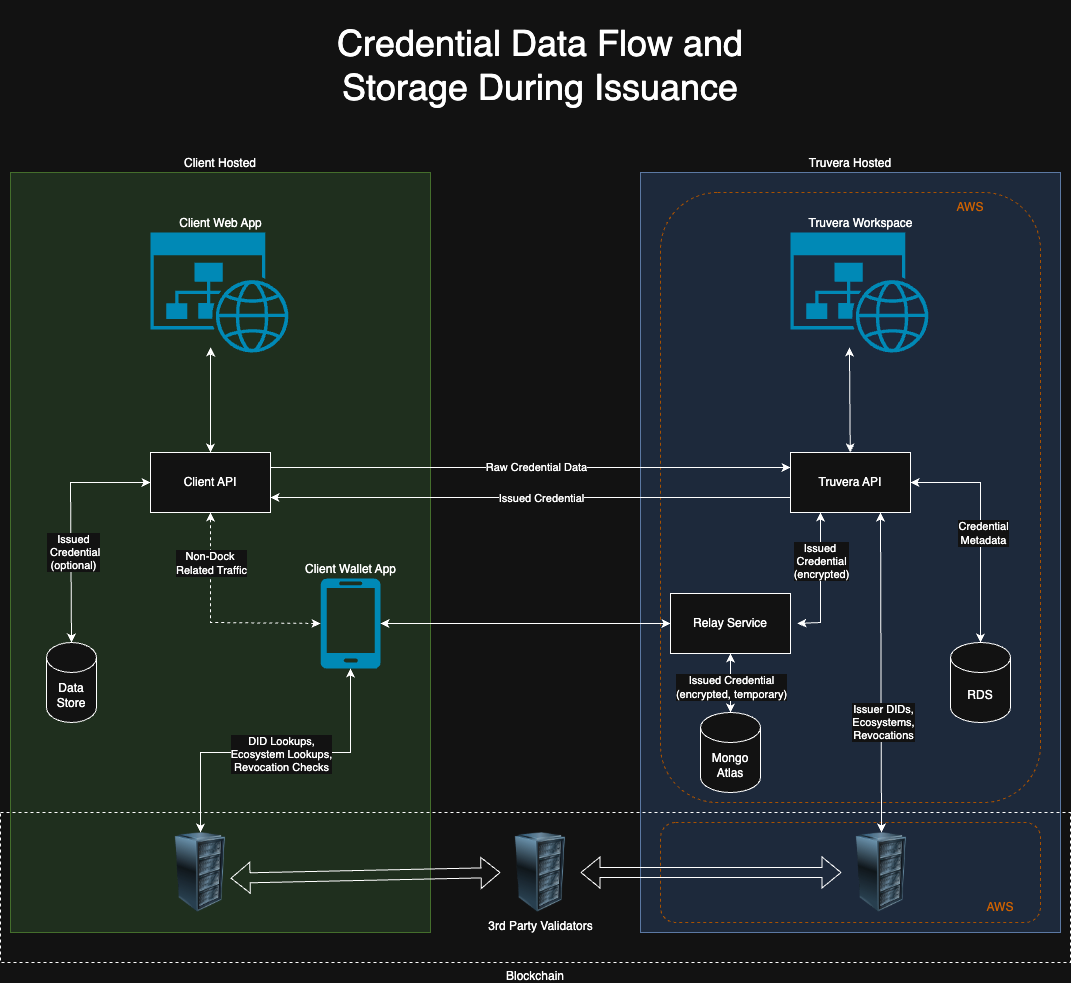 Credential Data Flow and
Storage During Issuance
Client Hosted
Truvera Hosted
AWS
Client Web App
Truvera Workspace
Client API
Raw Credential Data
Issued Credential
Truvera API
Issued
Credential
(optional)
Non-Dock
Related Traffic
Client Wallet App
Issued
Credential
(encrypted)
Credential
Metadata
Relay Service
Data
Store
Issued Credential
(encrypted, temporary)
RDS
Issuer DIDs,
Ecosystems,
Revocations
DID Lookups,
Ecosystem Lookups,
Revocation Checks
Mongo
Atlas
AWS
3rd Party Validators
Blockchain